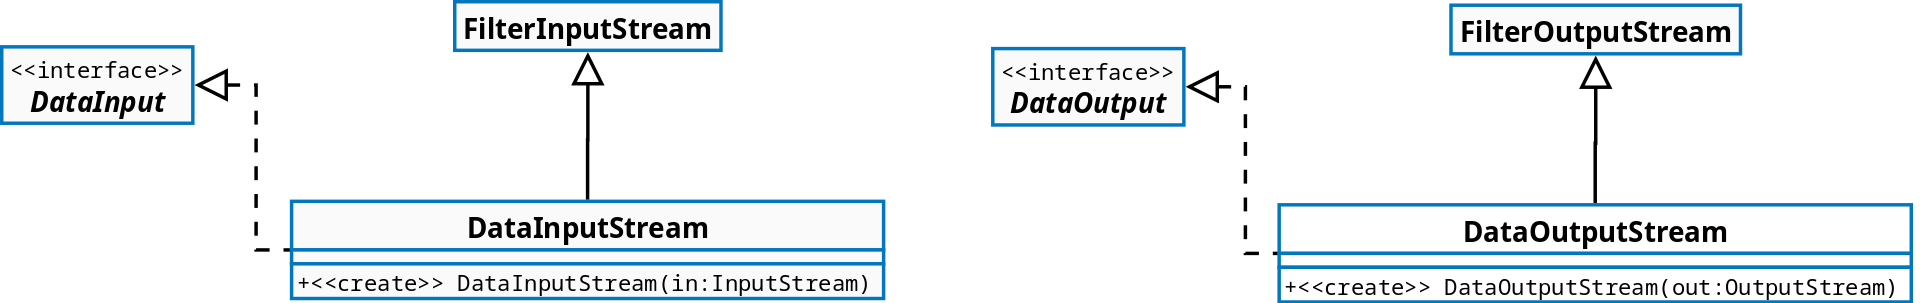 FilterInputStream
<<interface>>
DataInput
DataInputStream
+<<create>> DataInputStream(in:InputStream)
FilterOutputStream
<<interface>>
DataOutput
DataOutputStream
+<<create>> DataOutputStream(out:OutputStream)